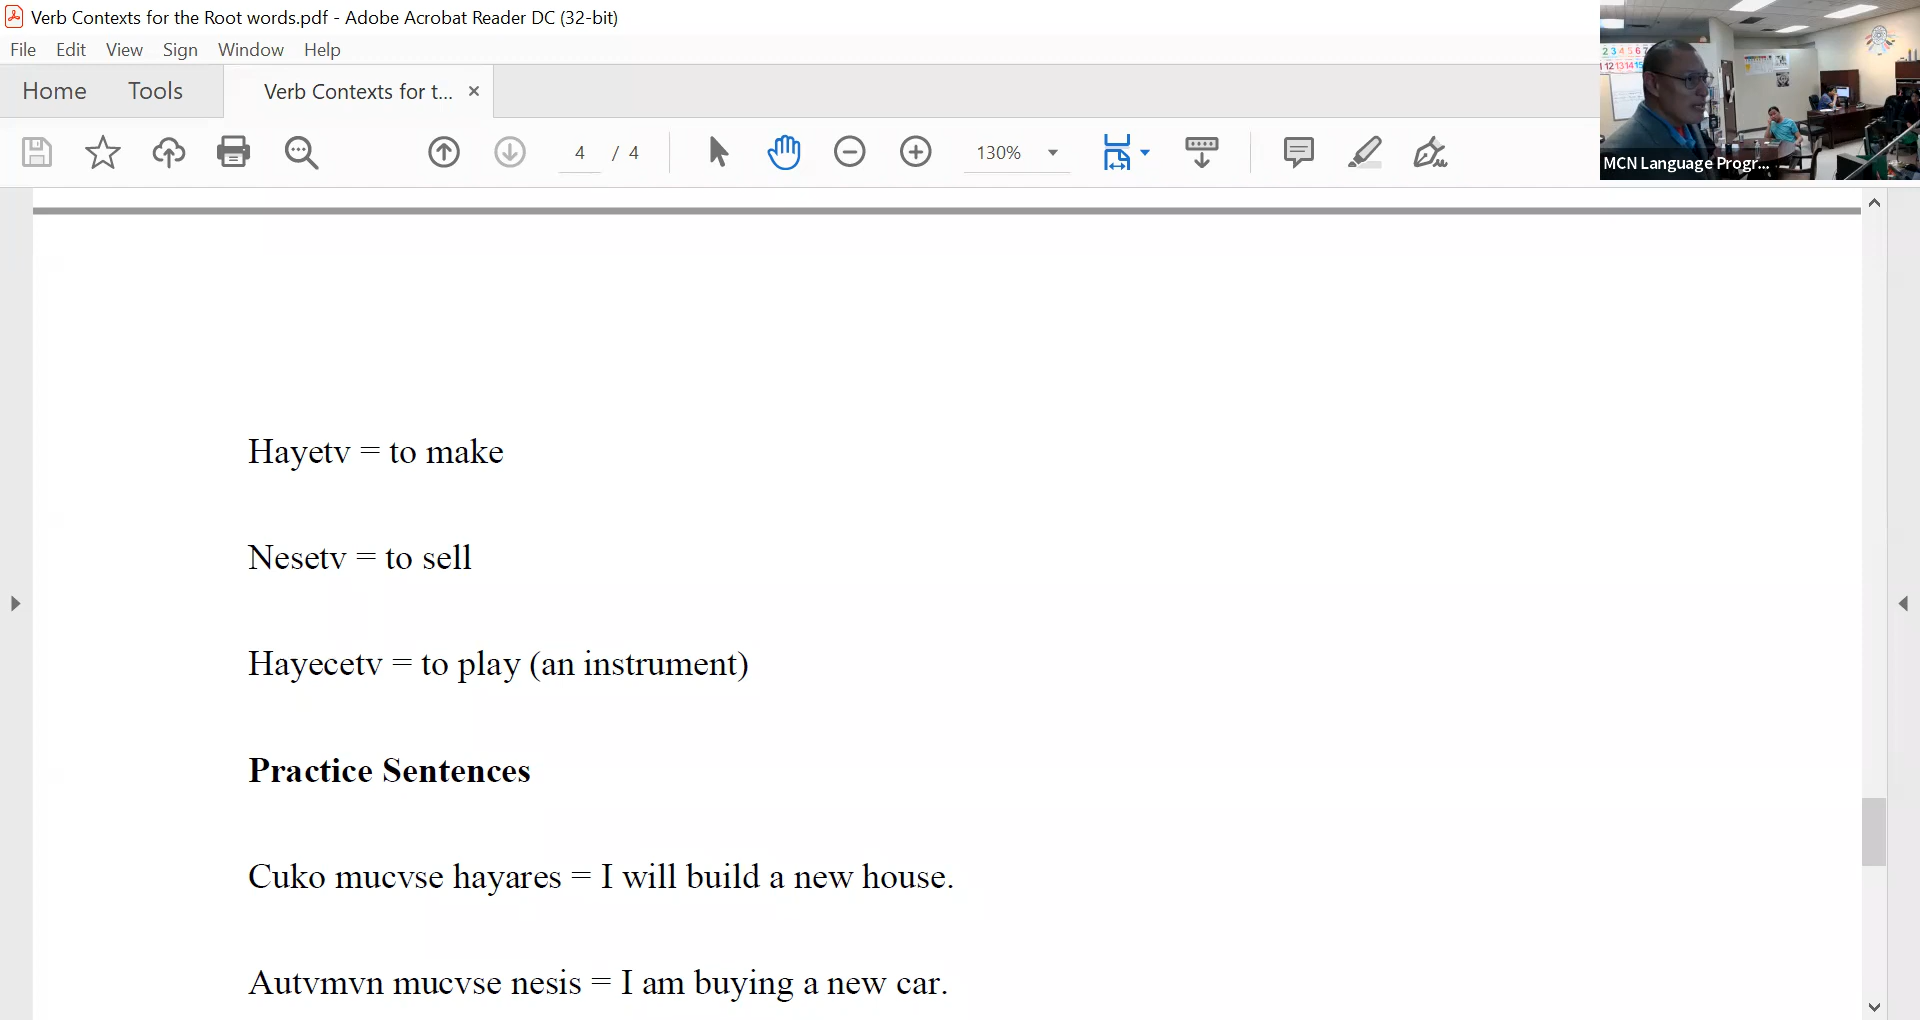 Verb Contexts for the Root words.pdf - Adobe Acrobat Reader DC (32-bit)
File Edit View Sign Window Help
Home Tools Verb Contexts for t... ×
4 / 4 130%
MCN Language Progr...
Hayetv = to make
Nesetv = to sell
Hayecetv = to play (an instrument)
Practice Sentences
Cuko mucvse hayares = I will build a new house.
Autvmvn mucvse nesis = I am buying a new car.